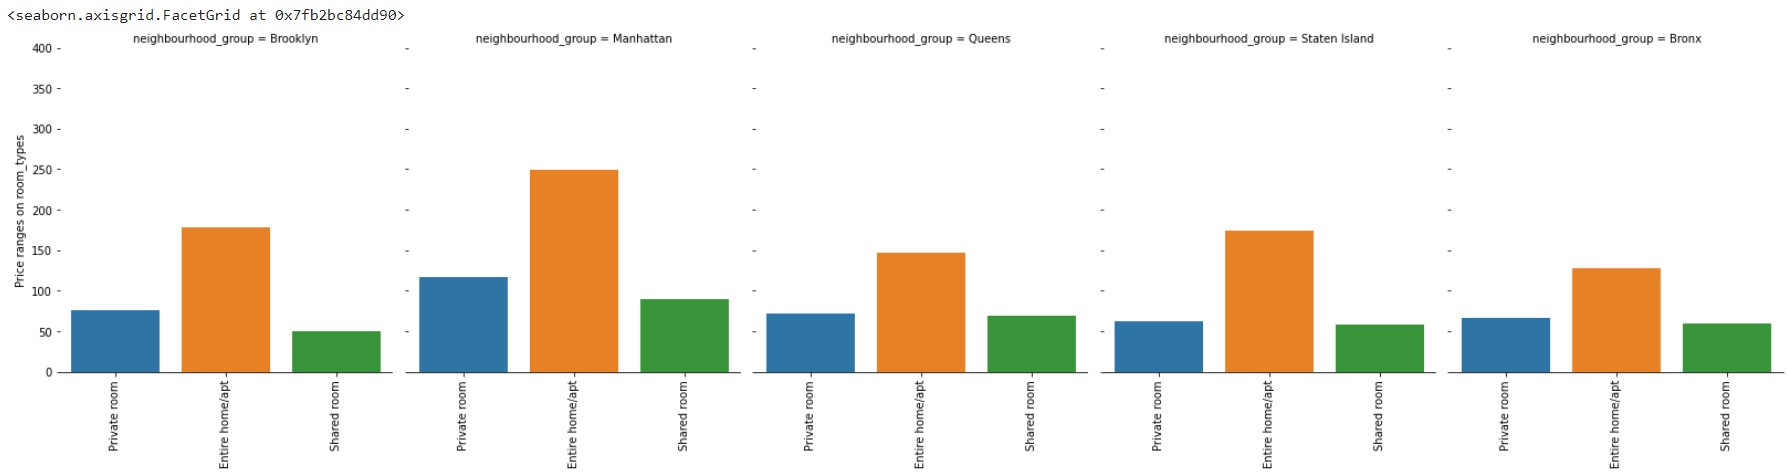 <seaborn.axisgrid.FacetGrid at 0x7fb2bc84dd90>
neighbourhood_group = Brooklyn
neighbourhood_group = Manhattan
neighbourhood_group = Queens
neighbourhood_group = Staten Island
neighbourhood_group = Bronx
400
350
300
250
200
150
100
50
0
Price ranges on room_types
Private room
Entire home/apt
Shared room
Private room
Entire home/apt
Shared room
Private room
Entire home/apt
Shared room
Private room
Entire home/apt
Shared room
Private room
Entire home/apt
Shared room